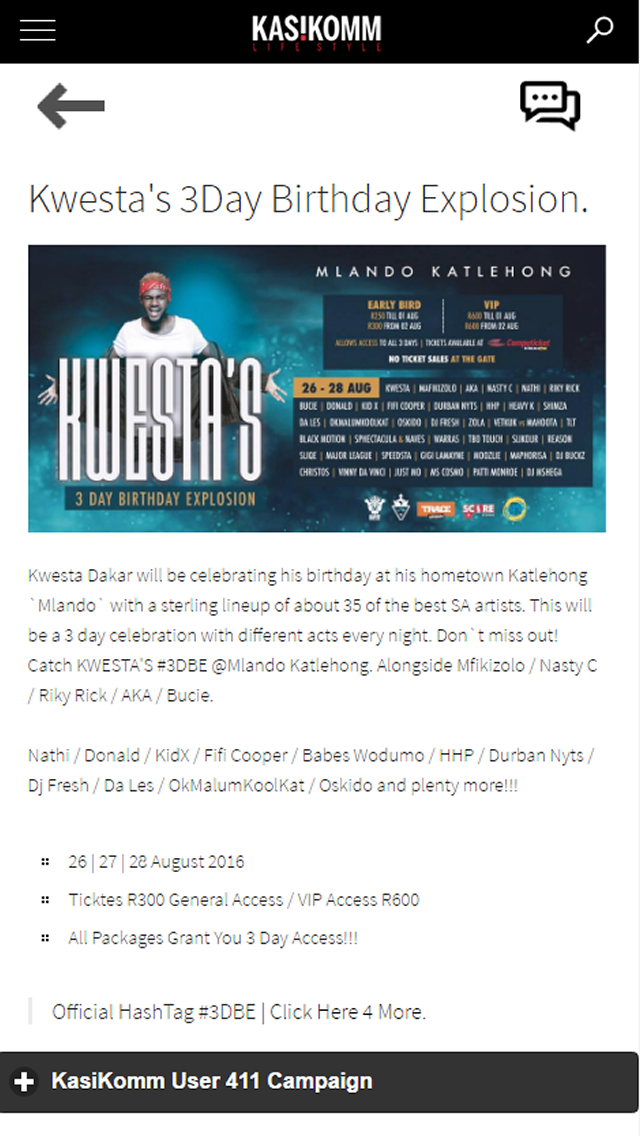 KAS!KOMM
LIFE STYLE
Kwesta's 3Day Birthday Explosion.
MLANDO KATLEHONG
EARLY BIRD
R250 TILL 01 AUG
R300 FROM 02 AUG
VIP
R600 TILL 01 AUG
R600 FROM 02 AUG
ALLOWS ACCESS TO ALL 3 DAYS | TICKETS AVAILABLE AT Computicket
NO TICKET SALES AT THE GATE
KWESTA'S
3 DAY BIRTHDAY EXPLOSION
26 - 28 AUG KWESTA | MAFIKIZOLO | AKA | NASTY C | NATHI | RIKY RICK
BUCIE | DONALD | KID X | FIFI COOPER | DURBAN NYTS | HHP | HEAVY K | SHIMZA
DA LES | OKMALUMKOOLKAT | OSKIDO | DJ FRESH | ZOLA | VETKUK vs MAHOOTA | TLT
BLACK MOTION | SPHECTACULA & NAVES | WARRAS | TBO TOUCH | SLIKOUR | REASON
SLIQE | MAJOR LEAGUE | SPEEDSTA | GIGI LAMAYNE | MOOZLIE | MAPHORISA | DJ BUCKZ
CHRISTOS | VINNY DA VINCI | JUST MO | MS COSMO | PATTI MONROE | DJ MSHEGA
TRACE
SCORE
Kwesta Dakar will be celebrating his birthday at his hometown Katlehong
`Mlando` with a sterling lineup of about 35 of the best SA artists. This will
be a 3 day celebration with different acts every night. Don`t miss out!
Catch KWESTA'S #3DBE @Mlando Katlehong. Alongside Mfikizolo / Nasty C
/ Riky Rick / AKA / Bucie.
Nathi / Donald / KidX / Fifi Cooper / Babes Wodumo / HHP / Durban Nyts /
Dj Fresh / Da Les / OkMalumKoolKat / Oskido and plenty more!!!
26 | 27 | 28 August 2016
Ticktes R300 General Access / VIP Access R600
All Packages Grant You 3 Day Access!!!
Official HashTag #3DBE | Click Here 4 More.
KasiKomm User 411 Campaign